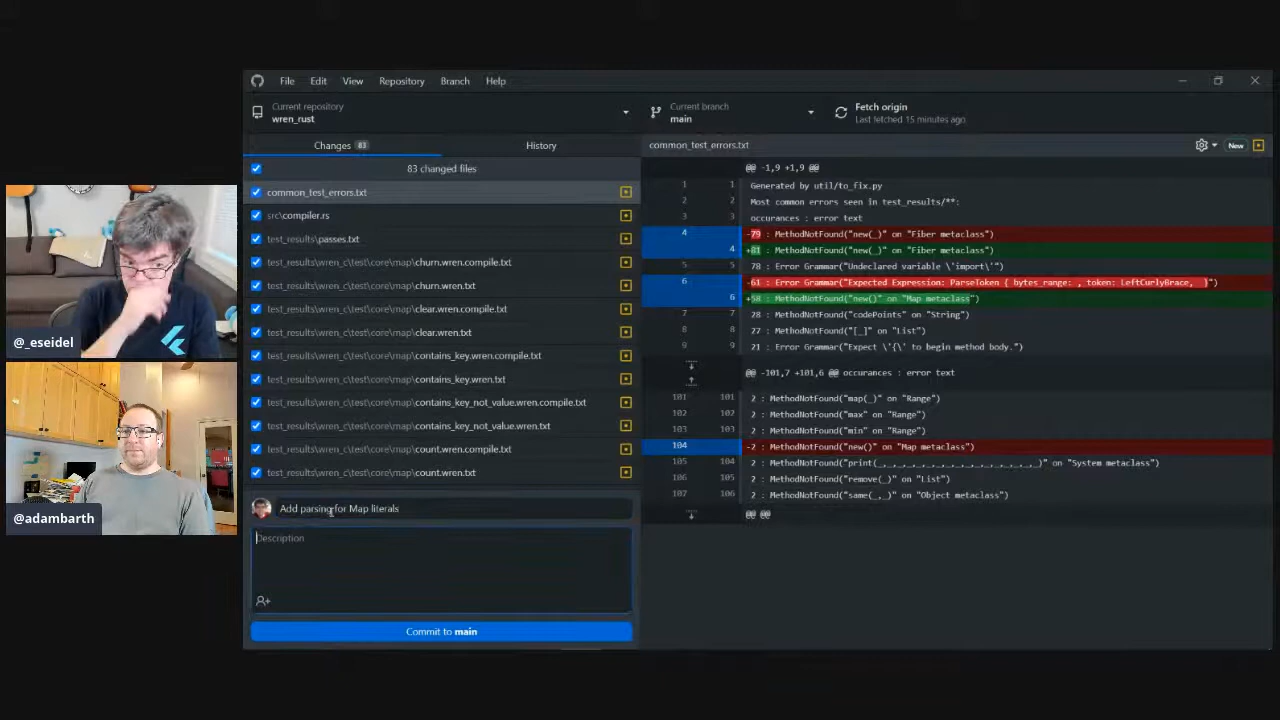 File Edit View Repository Branch Help
Current repository
wren_rust
Current branch
main
Fetch origin
Last fetched 15 minutes ago
Changes 83
History
83 changed files
common_test_errors.txt
src\compiler.rs
test_results\passes.txt
test_results\wren_c\test\core\map\churn.wren.compile.txt
test_results\wren_c\test\core\map\churn.wren.txt
test_results\wren_c\test\core\map\clear.wren.compile.txt
test_results\wren_c\test\core\map\clear.wren.txt
test_results\wren_c\test\core\map\contains_key.wren.compile.txt
test_results\wren_c\test\core\map\contains_key.wren.txt
test_results\wren_c\test\core\map\contains_key_not_value.wren.compile.txt
test_results\wren_c\test\core\map\contains_key_not_value.wren.txt
test_results\wren_c\test\core\map\count.wren.compile.txt
test_results\wren_c\test\core\map\count.wren.txt
Add parsing for Map literals
Description
Commit to main
common_test_errors.txt
New
@@ -1,9 +1,9 @@
1 1 Generated by util/to_fix.py
2 2 Most common errors seen in test_results/**:
3 3 occurances : error text
4 -79 : MethodNotFound("new(_)" on "Fiber metaclass")
4 +81 : MethodNotFound("new(_)" on "Fiber metaclass")
5 5 78 : Error Grammar("Undeclared variable \'import\'")
6 -61 : Error Grammar("Expected Expression: ParseToken { bytes_range: , token: LeftCurlyBrace, }")
6 +58 : MethodNotFound("new()" on "Map metaclass")
7 7 28 : MethodNotFound("codePoints" on "String")
8 8 27 : MethodNotFound("[_]" on "List")
9 9 21 : Error Grammar("Expect \'{\' to begin method body.")
@@ -101,7 +101,6 @@ occurances : error text
101 101 2 : MethodNotFound("map(_)" on "Range")
102 102 2 : MethodNotFound("max" on "Range")
103 103 2 : MethodNotFound("min" on "Range")
104 -2 : MethodNotFound("new()" on "Map metaclass")
105 104 2 : MethodNotFound("print(_,_,_,_,_,_,_,_,_,_,_,_,_,_,_,_)" on "System metaclass")
106 105 2 : MethodNotFound("remove(_)" on "List")
107 106 2 : MethodNotFound("same(_,_)" on "Object metaclass")
@@ @@
@_eseidel
@adambarth